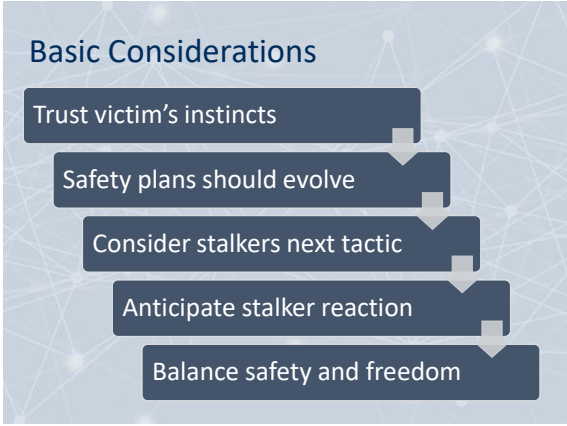 Basic Considerations
Trust victim’s instincts
Safety plans should evolve
Consider stalkers next tactic
Anticipate stalker reaction
Balance safety and freedom